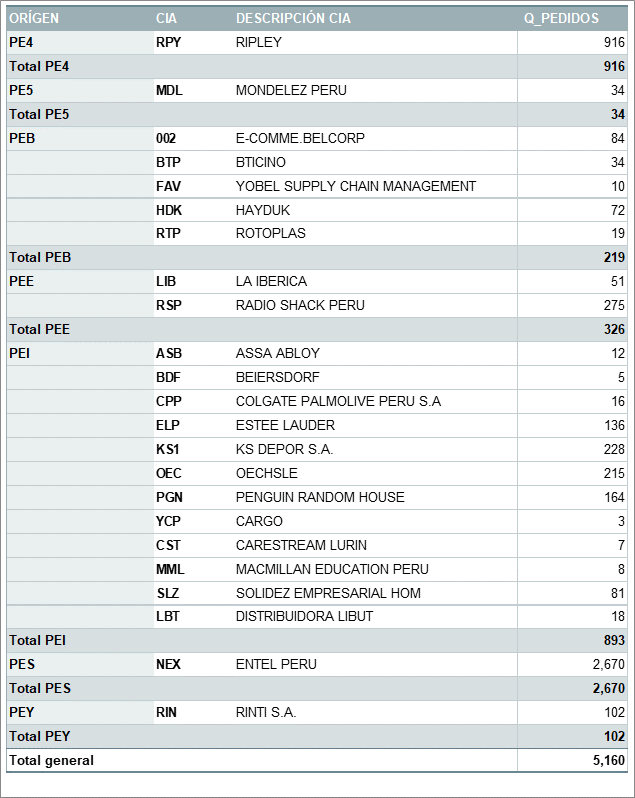 ORÍGEN CIA DESCRIPCIÓN CIA Q_PEDIDOS
PE4 RPY RIPLEY 916
Total PE4 916
PE5 MDL MONDELEZ PERU 34
Total PE5 34
PEB 002 E-COMME.BELCORP 84
BTP BTICINO 34
FAV YOBEL SUPPLY CHAIN MANAGEMENT 10
HDK HAYDUK 72
RTP ROTOPLAS 19
Total PEB 219
PEE LIB LA IBERICA 51
RSP RADIO SHACK PERU 275
Total PEE 326
PEI ASB ASSA ABLOY 12
BDF BEIERSDORF 5
CPP COLGATE PALMOLIVE PERU S.A 16
ELP ESTEE LAUDER 136
KS1 KS DEPOR S.A. 228
OEC OECHSLE 215
PGN PENGUIN RANDOM HOUSE 164
YCP CARGO 3
CST CARESTREAM LURIN 7
MML MACMILLAN EDUCATION PERU 8
SLZ SOLIDEZ EMPRESARIAL HOM 81
LBT DISTRIBUIDORA LIBUT 18
Total PEI 893
PES NEX ENTEL PERU 2,670
Total PES 2,670
PEY RIN RINTI S.A. 102
Total PEY 102
Total general 5,160